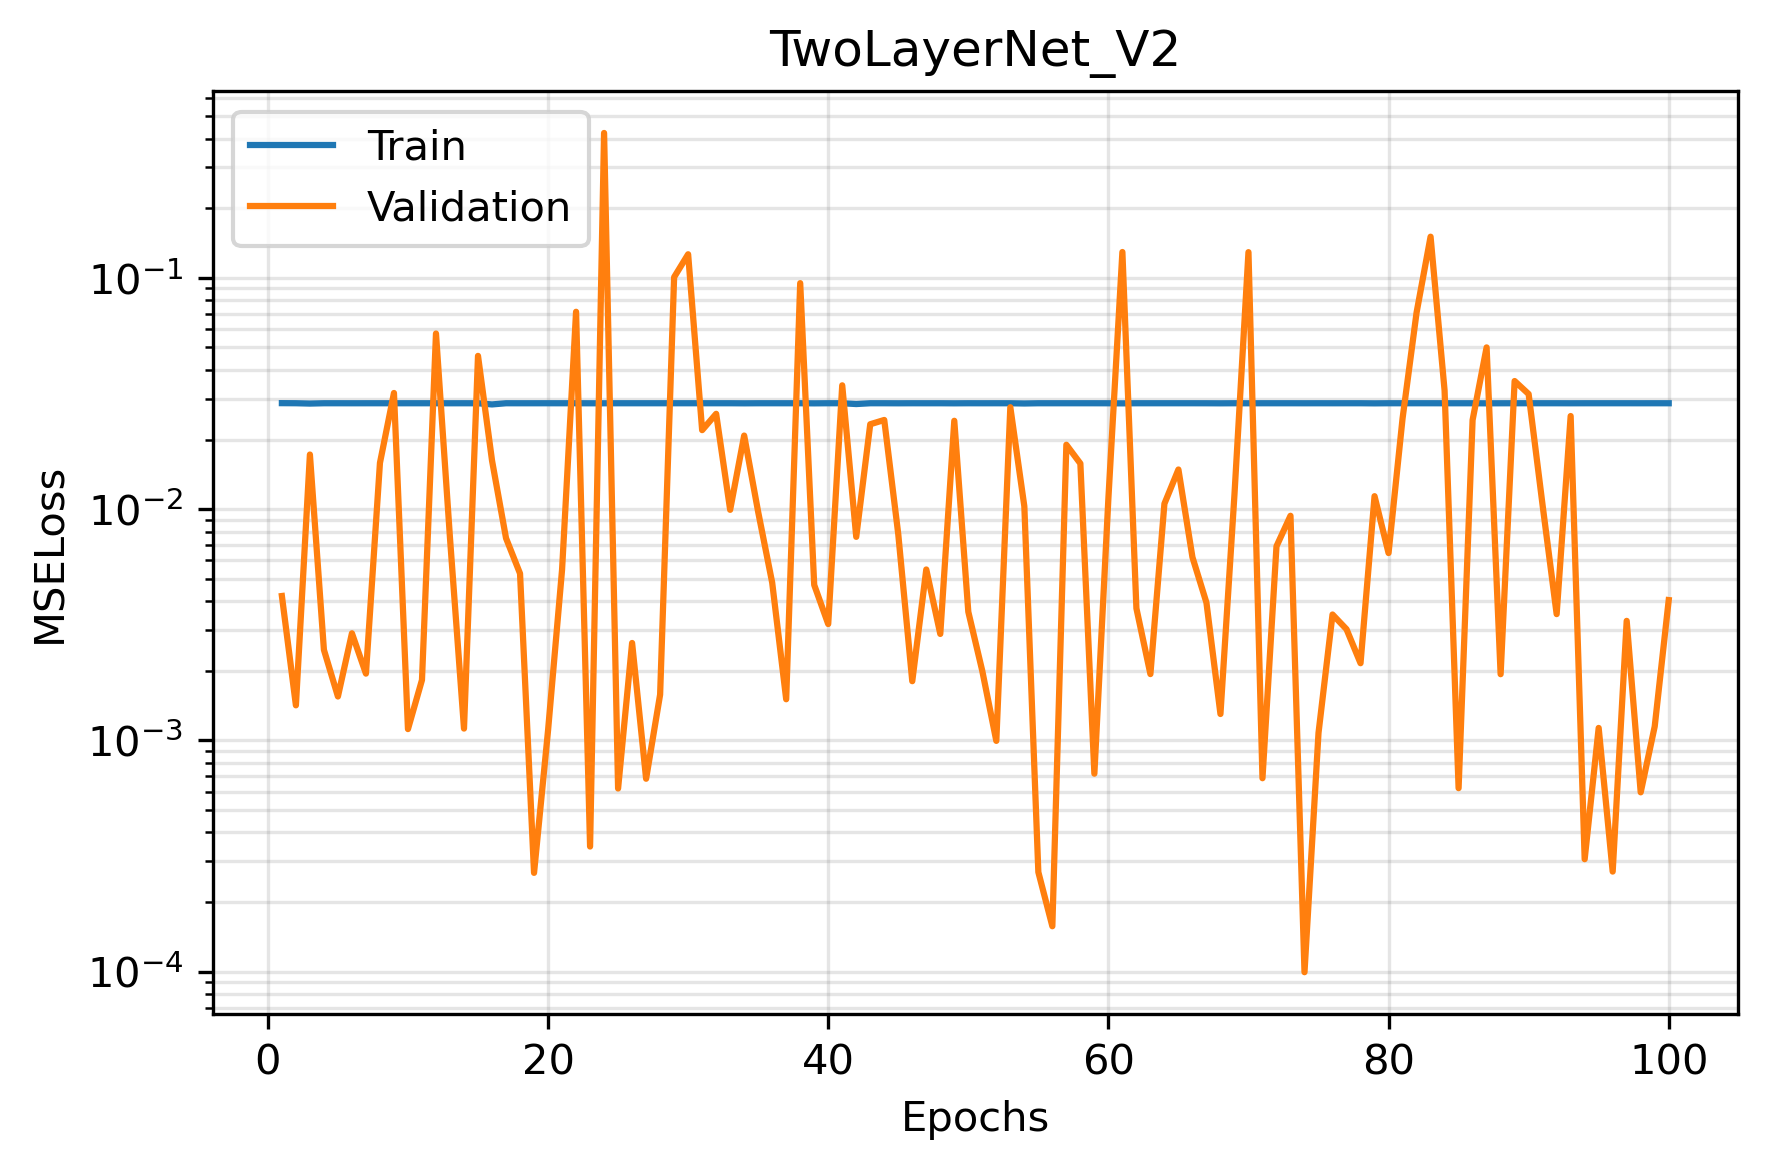 TwoLayerNet_V2
Train
Validation
MSELoss
10⁻¹
10⁻²
10⁻³
10⁻⁴
0 20 40 60 80 100
Epochs